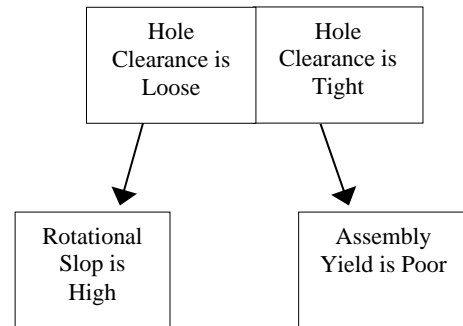 Hole
Clearance is
Loose
Hole
Clearance is
Tight
Rotational
Slop is
High
Assembly
Yield is Poor